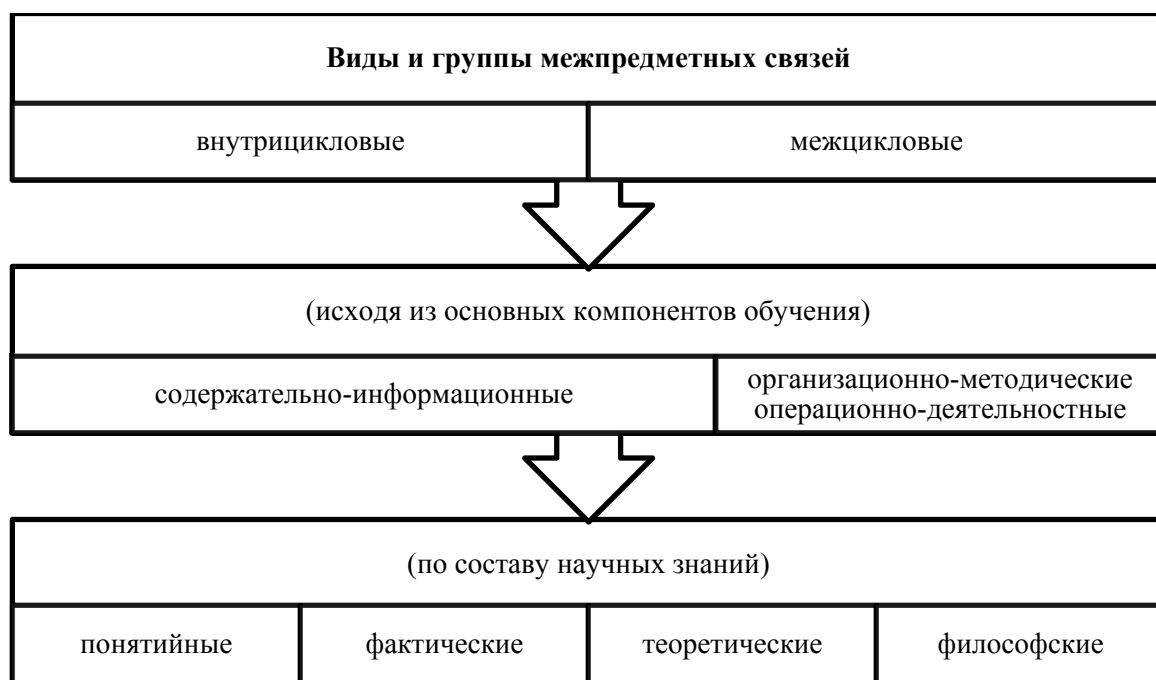 Виды и группы межпредметных связей
внутрицикловые
межцикловые
(исходя из основных компонентов обучения)
содержательно-информационные
организационно-методические
операционно-деятельностные
(по составу научных знаний)
понятийные
фактические
теоретические
философские